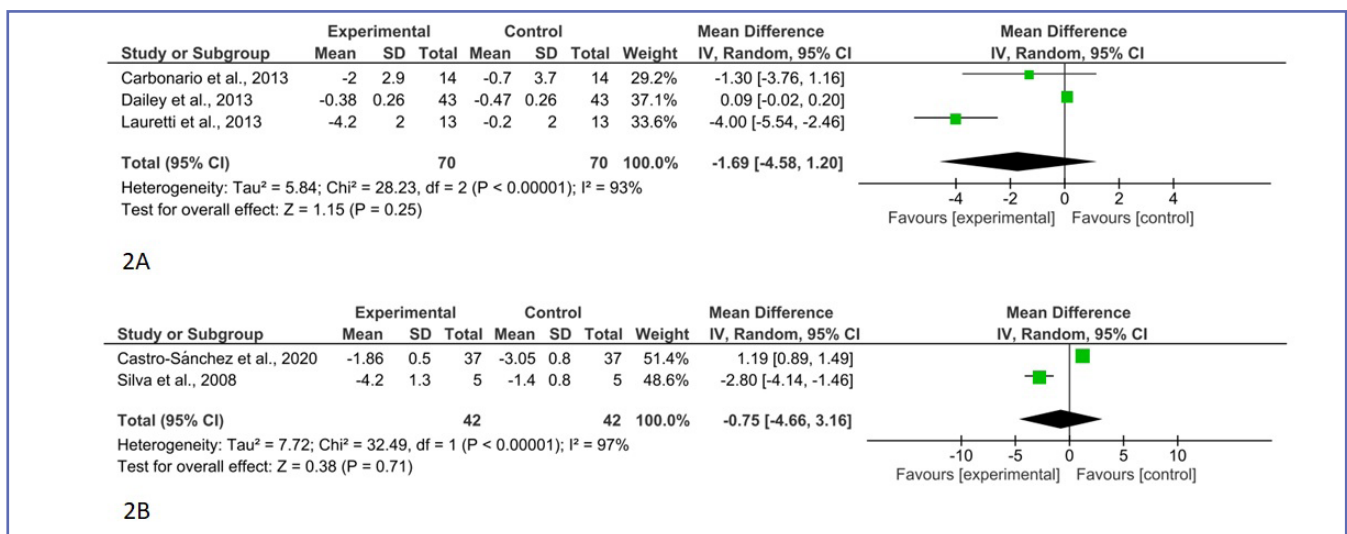 Experimental Control Mean Difference Mean Difference
Study or Subgroup Mean SD Total Mean SD Total Weight IV, Random, 95% CI IV, Random, 95% CI
Carbonario et al., 2013 -2 2.9 14 -0.7 3.7 14 29.2% -1.30 [-3.76, 1.16]
Dailey et al., 2013 -0.38 0.26 43 -0.47 0.26 43 37.1% 0.09 [-0.02, 0.20]
Lauretti et al., 2013 -4.2 2 13 -0.2 2 13 33.6% -4.00 [-5.54, -2.46]
Total (95% CI) 70 70 100.0% -1.69 [-4.58, 1.20]
Heterogeneity: Tau² = 5.84; Chi² = 28.23, df = 2 (P < 0.00001); I² = 93%
Test for overall effect: Z = 1.15 (P = 0.25)
-4 -2 0 2 4
Favours [experimental] Favours [control]
2A
Experimental Control Mean Difference Mean Difference
Study or Subgroup Mean SD Total Mean SD Total Weight IV, Random, 95% CI IV, Random, 95% CI
Castro-Sánchez et al., 2020 -1.86 0.5 37 -3.05 0.8 37 51.4% 1.19 [0.89, 1.49]
Silva et al., 2008 -4.2 1.3 5 -1.4 0.8 5 48.6% -2.80 [-4.14, -1.46]
Total (95% CI) 42 42 100.0% -0.75 [-4.66, 3.16]
Heterogeneity: Tau² = 7.72; Chi² = 32.49, df = 1 (P < 0.00001); I² = 97%
Test for overall effect: Z = 0.38 (P = 0.71)
-10 -5 0 5 10
Favours [experimental] Favours [control]
2B